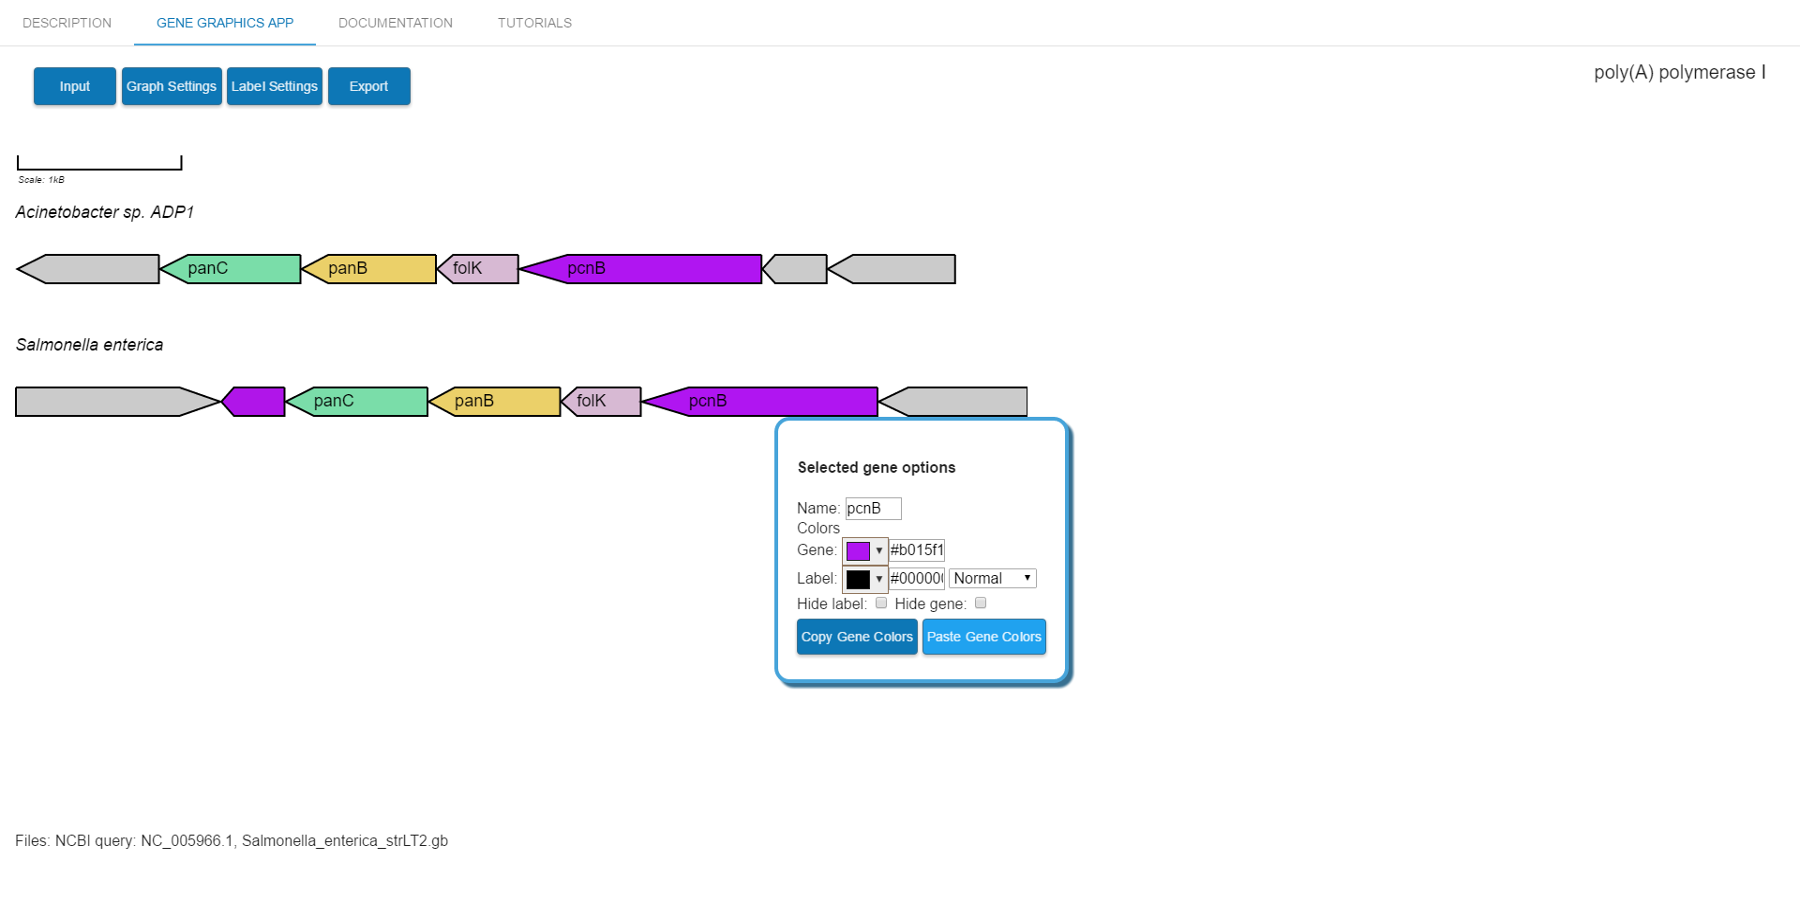 DESCRIPTION GENE GRAPHICS APP DOCUMENTATION TUTORIALS
Input Graph Settings Label Settings Export
poly(A) polymerase I
Scale: 1kB
Acinetobacter sp. ADP1
panC panB folK pcnB
Salmonella enterica
panC panB folK pcnB
Selected gene options
Name: pcnB
Colors
Gene: #b015f1
Label: #000000 Normal
Hide label: Hide gene:
Copy Gene Colors Paste Gene Colors
Files: NCBI query: NC_005966.1, Salmonella_enterica_strLT2.gb